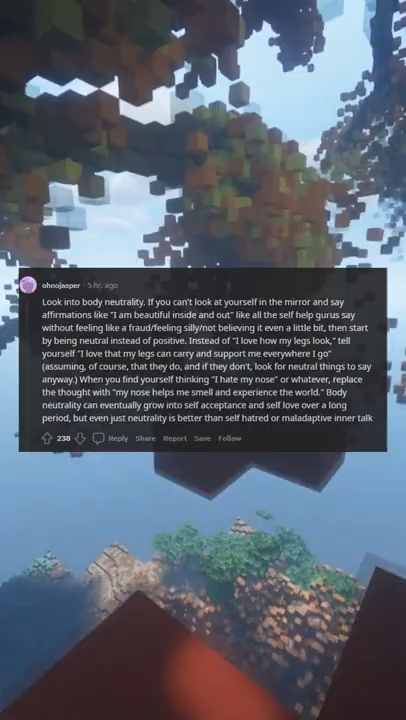 ohnojasper · 5 hr. ago
Look into body neutrality. If you can't look at yourself in the mirror and say
affirmations like "I am beautiful inside and out" like all the self help gurus say
without feeling like a fraud/feeling silly/not believing it even a little bit, then start
by being neutral instead of positive. Instead of "I love how my legs look," tell
yourself "I love that my legs can carry and support me everywhere I go"
(assuming, of course, that they do, and if they don't, look for neutral things to say
anyway.) When you find yourself thinking "I hate my nose" or whatever, replace
the thought with "my nose helps me smell and experience the world." Body
neutrality can eventually grow into self acceptance and self love over a long
period, but even just neutrality is better than self hatred or maladaptive inner talk
230 Reply Share Report Save Follow